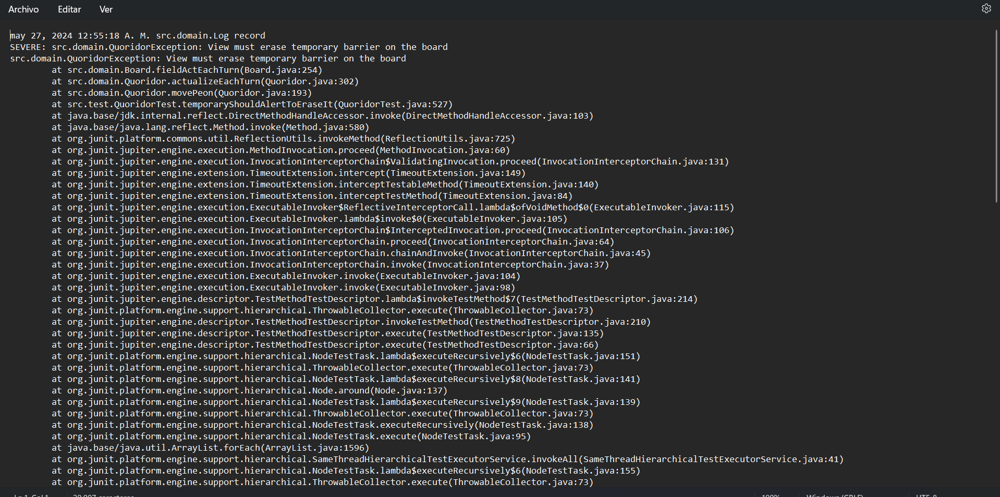 Archivo Editar Ver
may 27, 2024 12:55:18 A. M. src.domain.Log record
SEVERE: src.domain.QuoridorException: View must erase temporary barrier on the board
src.domain.QuoridorException: View must erase temporary barrier on the board
at src.domain.Board.fieldActEachTurn(Board.java:254)
at src.domain.Quoridor.actualizeEachTurn(Quoridor.java:302)
at src.domain.Quoridor.movePeon(Quoridor.java:193)
at src.test.QuoridorTest.temporaryShouldAlertToEraseIt(QuoridorTest.java:527)
at java.base/jdk.internal.reflect.DirectMethodHandleAccessor.invoke(DirectMethodHandleAccessor.java:103)
at java.base/java.lang.reflect.Method.invoke(Method.java:580)
at org.junit.platform.commons.util.ReflectionUtils.invokeMethod(ReflectionUtils.java:725)
at org.junit.jupiter.engine.execution.MethodInvocation.proceed(MethodInvocation.java:60)
at org.junit.jupiter.engine.execution.InvocationInterceptorChain$ValidatingInvocation.proceed(InvocationInterceptorChain.java:131)
at org.junit.jupiter.engine.extension.TimeoutExtension.intercept(TimeoutExtension.java:149)
at org.junit.jupiter.engine.extension.TimeoutExtension.interceptTestableMethod(TimeoutExtension.java:140)
at org.junit.jupiter.engine.extension.TimeoutExtension.interceptTestMethod(TimeoutExtension.java:84)
at org.junit.jupiter.engine.execution.ExecutableInvoker$ReflectiveInterceptorCall.lambda$ofVoidMethod$0(ExecutableInvoker.java:115)
at org.junit.jupiter.engine.execution.ExecutableInvoker.lambda$invoke$0(ExecutableInvoker.java:105)
at org.junit.jupiter.engine.execution.InvocationInterceptorChain$InterceptedInvocation.proceed(InvocationInterceptorChain.java:106)
at org.junit.jupiter.engine.execution.InvocationInterceptorChain.proceed(InvocationInterceptorChain.java:64)
at org.junit.jupiter.engine.execution.InvocationInterceptorChain.chainAndInvoke(InvocationInterceptorChain.java:45)
at org.junit.jupiter.engine.execution.InvocationInterceptorChain.invoke(InvocationInterceptorChain.java:37)
at org.junit.jupiter.engine.execution.ExecutableInvoker.invoke(ExecutableInvoker.java:104)
at org.junit.jupiter.engine.execution.ExecutableInvoker.invoke(ExecutableInvoker.java:98)
at org.junit.jupiter.engine.descriptor.TestMethodTestDescriptor.lambda$invokeTestMethod$7(TestMethodTestDescriptor.java:214)
at org.junit.platform.engine.support.hierarchical.ThrowableCollector.execute(ThrowableCollector.java:73)
at org.junit.jupiter.engine.descriptor.TestMethodTestDescriptor.invokeTestMethod(TestMethodTestDescriptor.java:210)
at org.junit.jupiter.engine.descriptor.TestMethodTestDescriptor.execute(TestMethodTestDescriptor.java:135)
at org.junit.jupiter.engine.descriptor.TestMethodTestDescriptor.execute(TestMethodTestDescriptor.java:66)
at org.junit.platform.engine.support.hierarchical.NodeTestTask.lambda$executeRecursively$6(NodeTestTask.java:151)
at org.junit.platform.engine.support.hierarchical.ThrowableCollector.execute(ThrowableCollector.java:73)
at org.junit.platform.engine.support.hierarchical.NodeTestTask.lambda$executeRecursively$8(NodeTestTask.java:141)
at org.junit.platform.engine.support.hierarchical.Node.around(Node.java:137)
at org.junit.platform.engine.support.hierarchical.NodeTestTask.lambda$executeRecursively$9(NodeTestTask.java:139)
at org.junit.platform.engine.support.hierarchical.ThrowableCollector.execute(ThrowableCollector.java:73)
at org.junit.platform.engine.support.hierarchical.NodeTestTask.executeRecursively(NodeTestTask.java:138)
at org.junit.platform.engine.support.hierarchical.NodeTestTask.execute(NodeTestTask.java:95)
at java.base/java.util.ArrayList.forEach(ArrayList.java:1596)
at org.junit.platform.engine.support.hierarchical.SameThreadHierarchicalTestExecutorService.invokeAll(SameThreadHierarchicalTestExecutorService.java:41)
at org.junit.platform.engine.support.hierarchical.NodeTestTask.lambda$executeRecursively$6(NodeTestTask.java:155)
at org.junit.platform.engine.support.hierarchical.ThrowableCollector.execute(ThrowableCollector.java:73)
100% Windows (CRLF) UTF-8